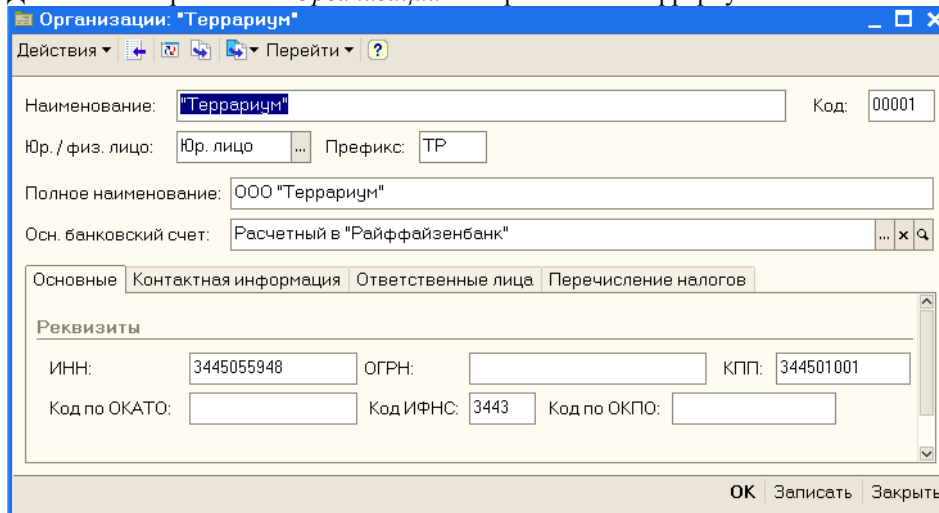 Организации: "Террариум"
Действия Перейти ?
Наименование: "Террариум" Код: 00001
Юр. / физ. лицо: Юр. лицо ... Префикс: ТР
Полное наименование: ООО "Террариум"
Осн. банковский счет: Расчетный в "Райффайзенбанк" ... x
Основные Контактная информация Ответственные лица Перечисление налогов
Реквизиты
ИНН: 3445055948 ОГРН: КПП: 344501001
Код по ОКАТО: Код ИФНС: 3443 Код по ОКПО:
OK Записать Закрыть